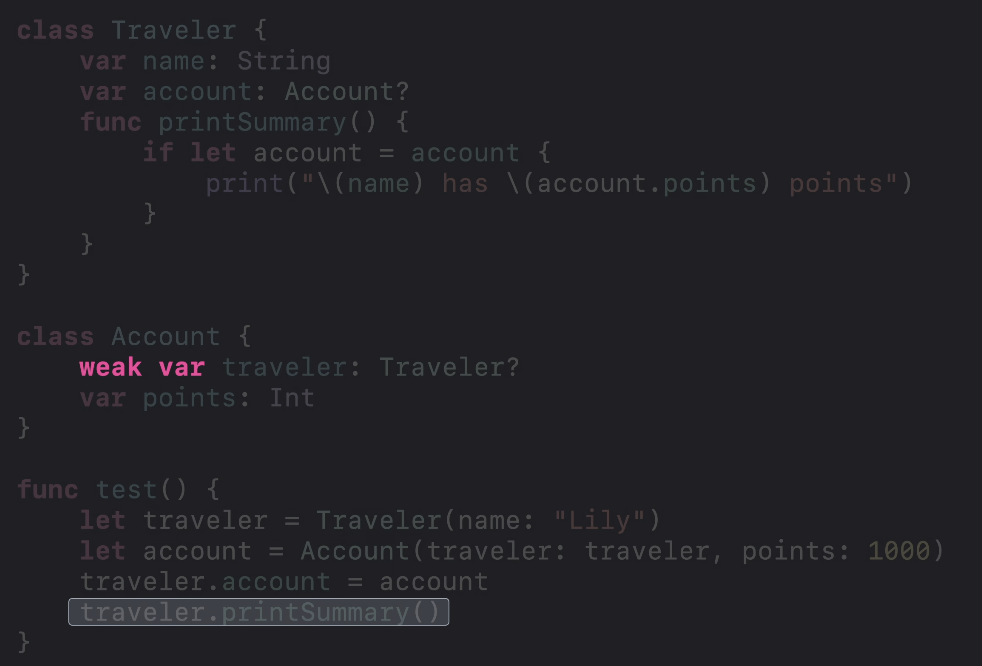 class Traveler {
    var name: String
    var account: Account?
    func printSummary() {
        if let account = account {
            print("\(name) has \(account.points) points")
        }
    }
}

class Account {
    weak var traveler: Traveler?
    var points: Int
}

func test() {
    let traveler = Traveler(name: "Lily")
    let account = Account(traveler: traveler, points: 1000)
    traveler.account = account
    traveler.printSummary()
}